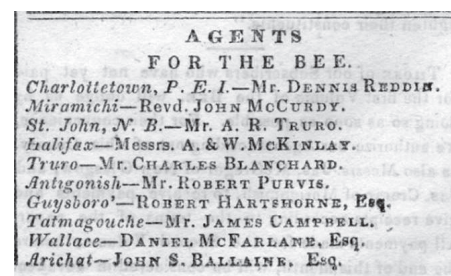 AGENTS
FOR THE BEE.
Charlottetown, P. E. I.—Mr. DENNIS REDDIN.
Miramichi—Revd. JOHN MCCURDY.
St. John, N. B.—Mr. A. R. TRURO.
Halifax—Messrs. A. & W. MCKINLAY.
Truro—Mr. CHARLES BLANCHARD.
Antigonish—Mr. ROBERT PURVIS.
Guysboro'—ROBERT HARTSHORNE, Esq.
Tatmagouche—Mr. JAMES CAMPBELL.
Wallace—DANIEL MCFARLANE, Esq.
Arichat—JOHN S. BALLAINE, Esq.